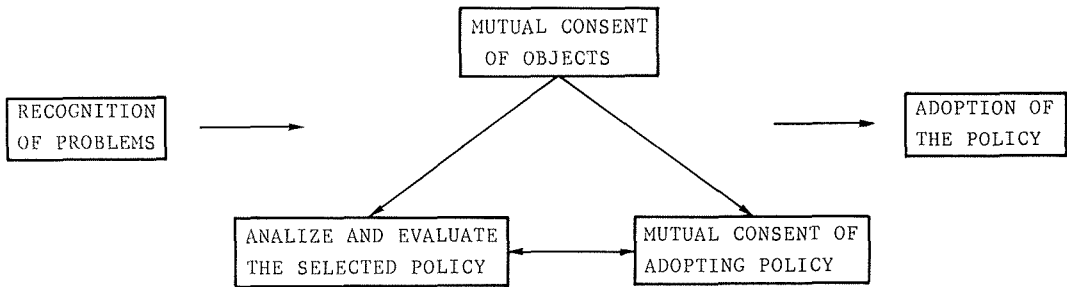 MUTUAL CONSENT
OF OBJECTS
RECOGNITION
OF PROBLEMS
ADOPTION OF
THE POLICY
ANALIZE AND EVALUATE
THE SELECTED POLICY
MUTUAL CONSENT OF
ADOPTING POLICY